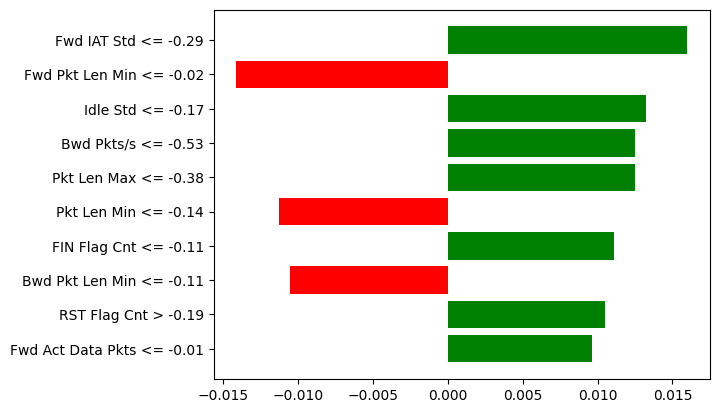 Fwd IAT Std <= -0.29
Fwd Pkt Len Min <= -0.02
Idle Std <= -0.17
Bwd Pkts/s <= -0.53
Pkt Len Max <= -0.38
Pkt Len Min <= -0.14
FIN Flag Cnt <= -0.11
Bwd Pkt Len Min <= -0.11
RST Flag Cnt > -0.19
Fwd Act Data Pkts <= -0.01
−0.015 −0.010 −0.005 0.000 0.005 0.010 0.015